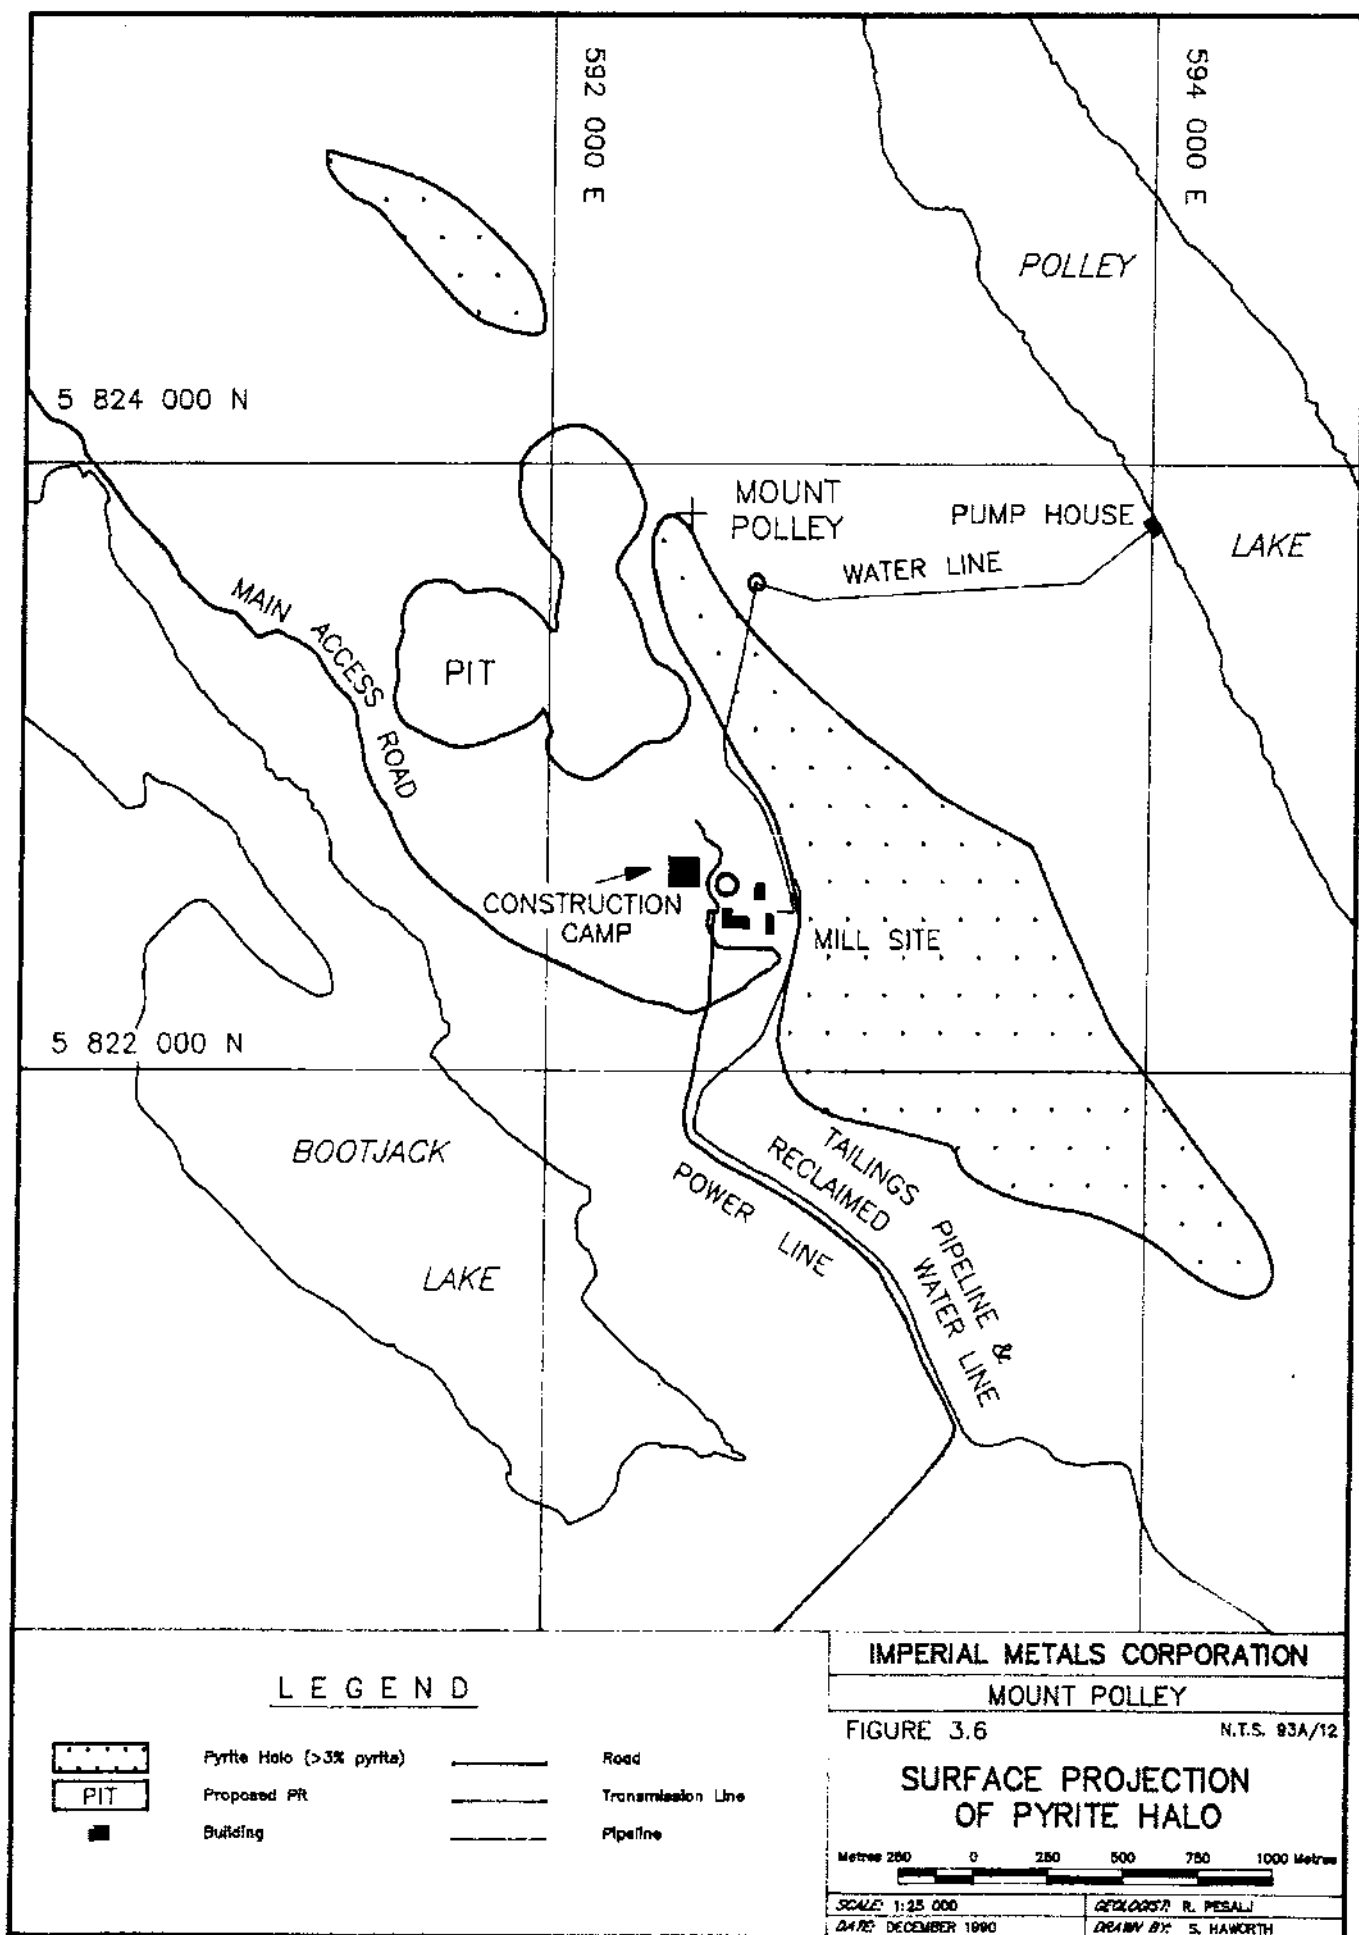 592 000 E
594 000 E
POLLEY
5 824 000 N
MOUNT
POLLEY
PUMP HOUSE
LAKE
WATER LINE
MAIN ACCESS ROAD
PIT
CONSTRUCTION
CAMP
MILL SITE
5 822 000 N
BOOTJACK
LAKE
TAILINGS PIPELINE &
RECLAIMED WATER LINE
POWER LINE
LEGEND
Pyrite Halo (>3% pyrite)
Road
PIT
Proposed Pit
Transmission Line
Building
Pipeline
IMPERIAL METALS CORPORATION
MOUNT POLLEY
FIGURE 3.6
N.T.S. 93A/12
SURFACE PROJECTION
OF PYRITE HALO
Metres 250 0 250 500 750 1000 Metres
SCALE: 1:25 000
GEOLOGIST: R. PESALJ
DATE: DECEMBER 1990
DRAWN BY: S. HAWORTH